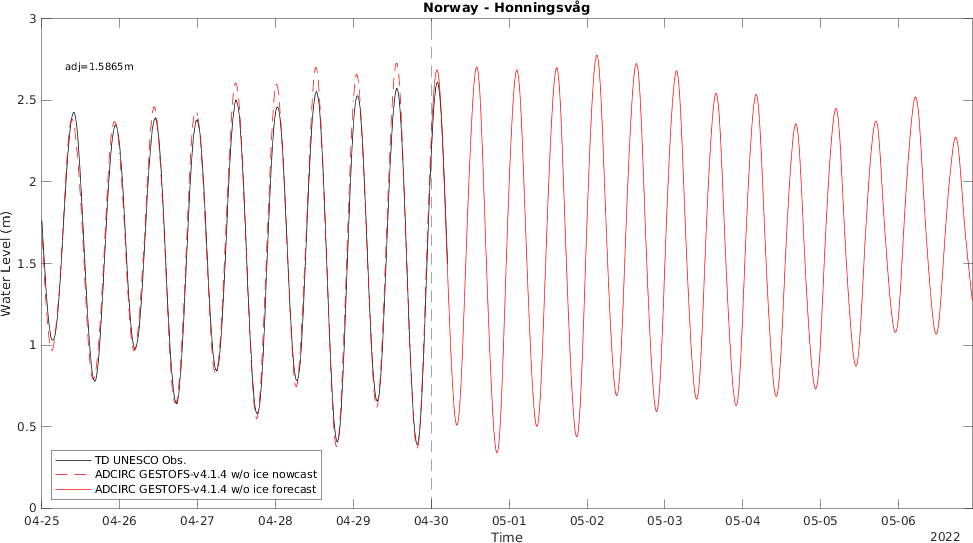 Norway - Honningsvåg
adj=1.5865m
3
2.5
2
1.5
1
0.5
0
Water Level (m)
TD UNESCO Obs.
ADCIRC GESTOFS-v4.1.4 w/o ice nowcast
ADCIRC GESTOFS-v4.1.4 w/o ice forecast
04-25 04-26 04-27 04-28 04-29 04-30 05-01 05-02 05-03 05-04 05-05 05-06
Time
2022